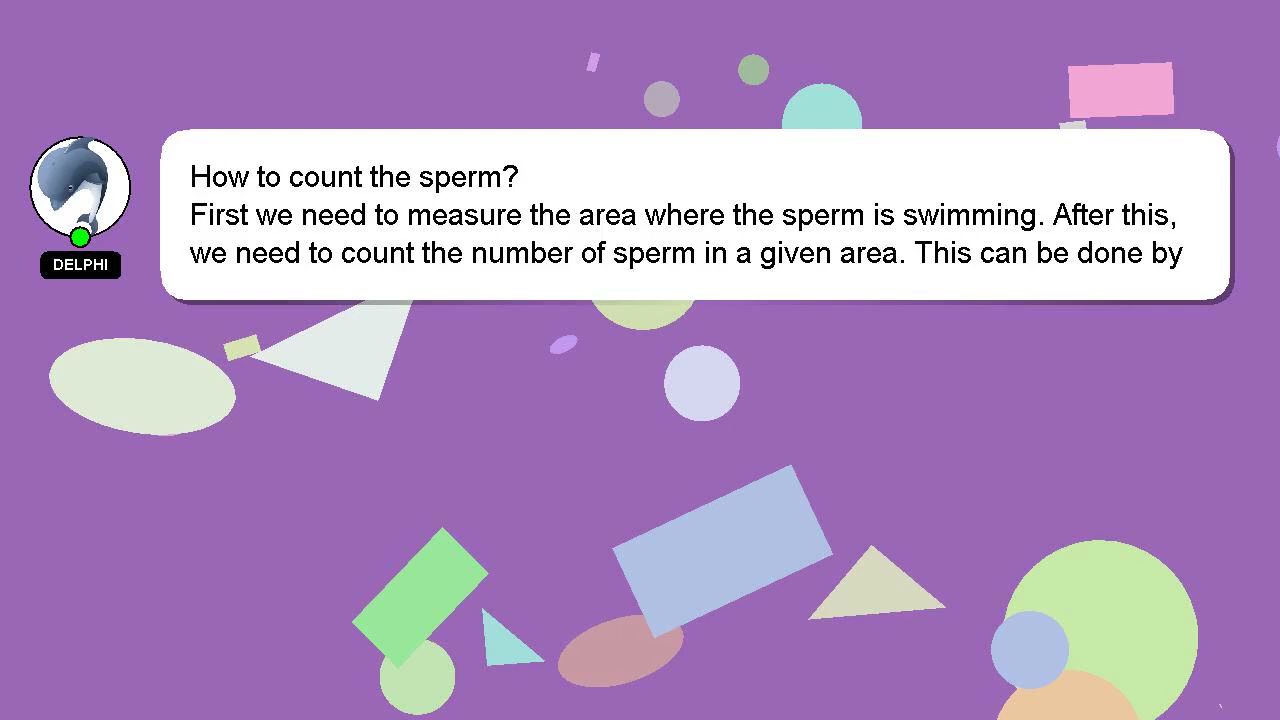 How to count the sperm?
First we need to measure the area where the sperm is swimming. After this,
we need to count the number of sperm in a given area. This can be done by
DELPHI